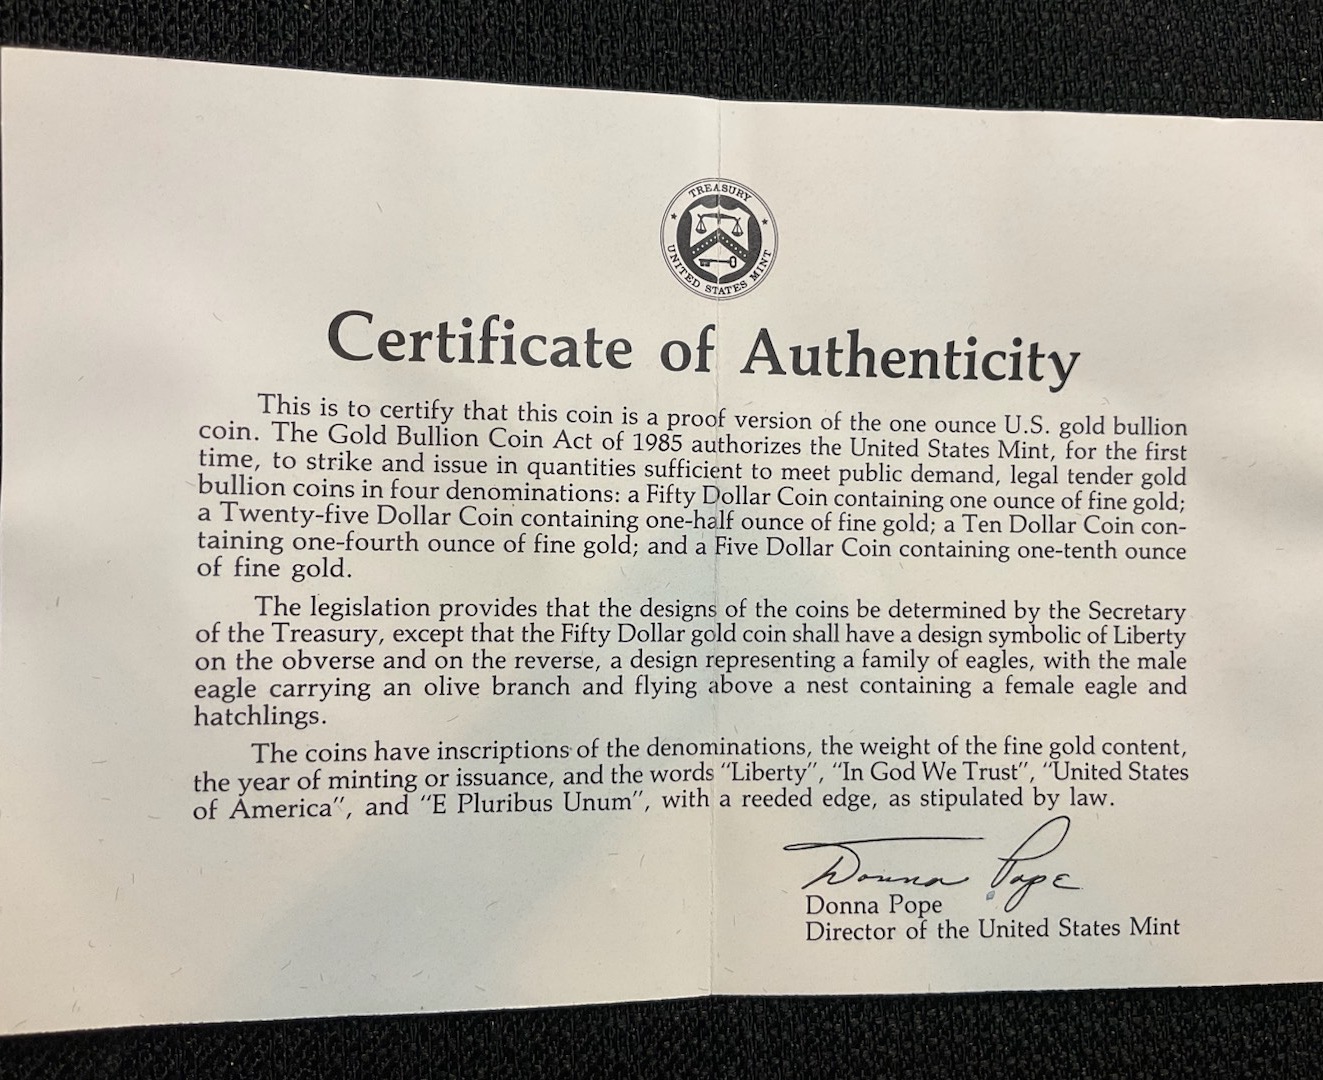 TREASURY
UNITED STATES MINT
Certificate of Authenticity
This is to certify that this coin is a proof version of the one ounce U.S. gold bullion
coin. The Gold Bullion Coin Act of 1985 authorizes the United States Mint, for the first
time, to strike and issue in quantities sufficient to meet public demand, legal tender gold
bullion coins in four denominations: a Fifty Dollar Coin containing one ounce of fine gold;
a Twenty-five Dollar Coin containing one-half ounce of fine gold; a Ten Dollar Coin con-
taining one-fourth ounce of fine gold; and a Five Dollar Coin containing one-tenth ounce
of fine gold.
The legislation provides that the designs of the coins be determined by the Secretary
of the Treasury, except that the Fifty Dollar gold coin shall have a design symbolic of Liberty
on the obverse and on the reverse, a design representing a family of eagles, with the male
eagle carrying an olive branch and flying above a nest containing a female eagle and
hatchlings.
The coins have inscriptions of the denominations, the weight of the fine gold content,
the year of minting or issuance, and the words "Liberty", "In God We Trust", "United States
of America", and "E Pluribus Unum", with a reeded edge, as stipulated by law.
Donna Pope
Donna Pope
Director of the United States Mint